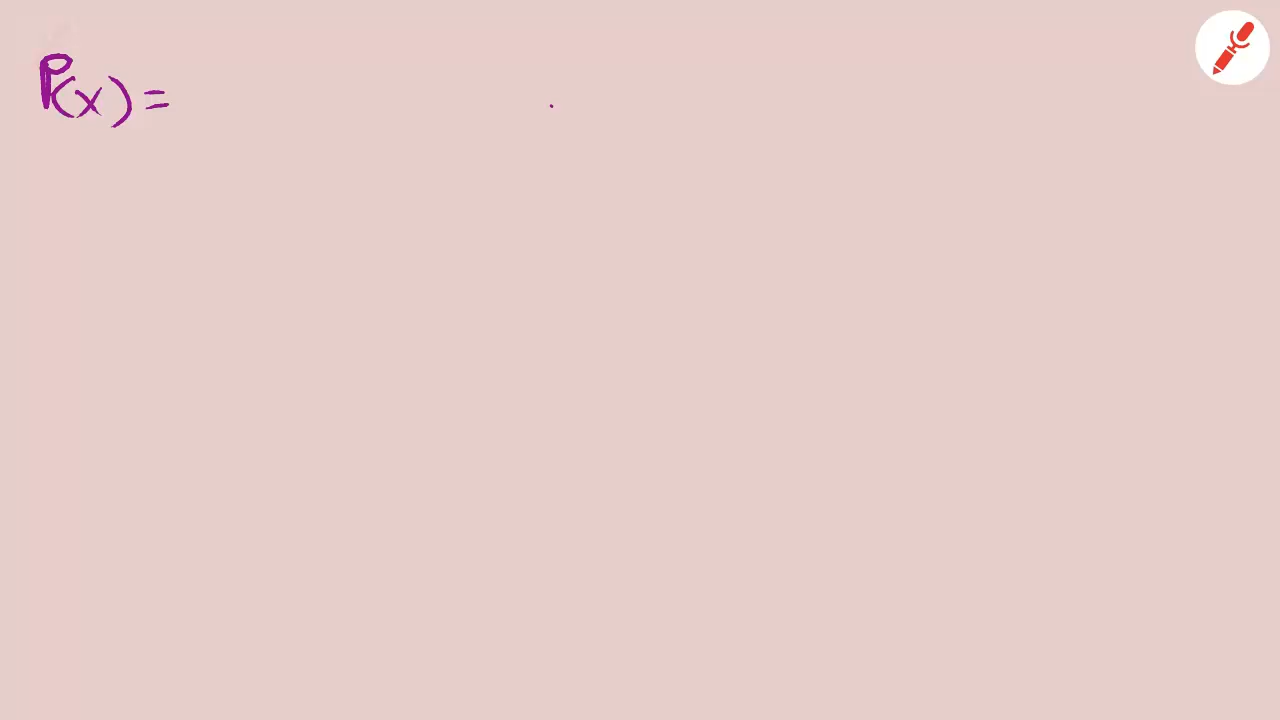 P(x) =